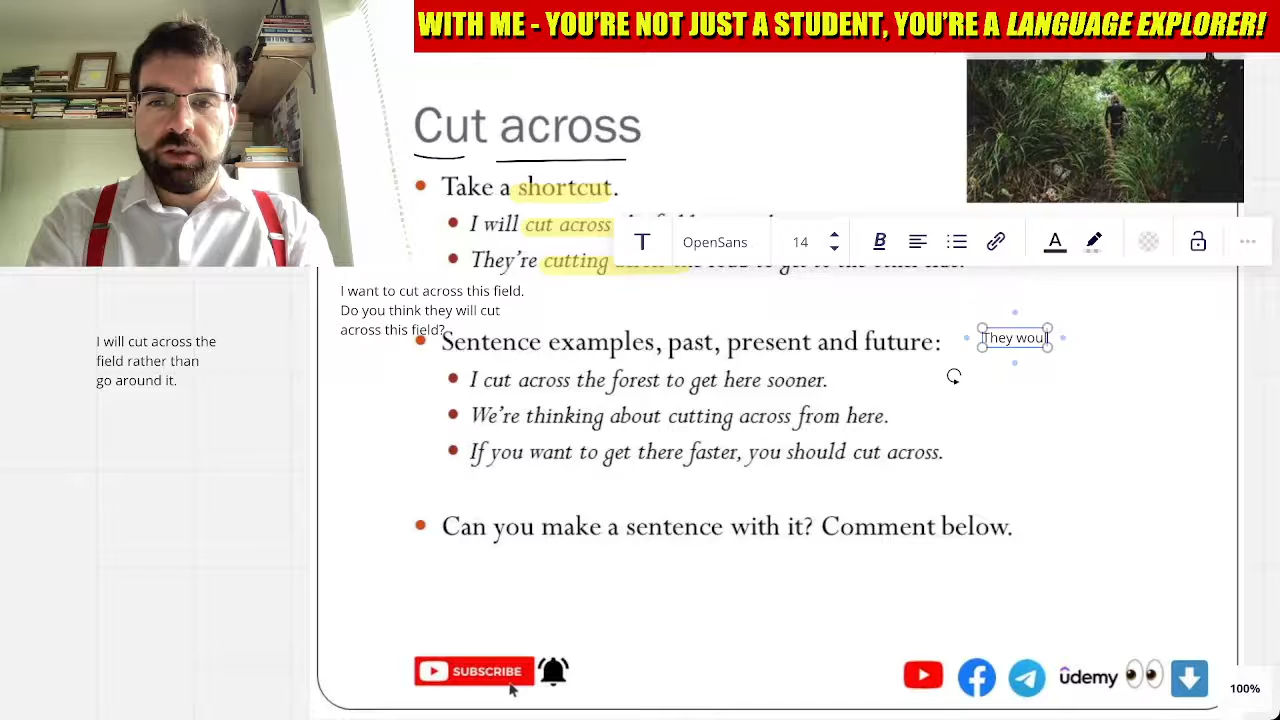 WITH ME - YOU’RE NOT JUST A STUDENT, YOU’RE A LANGUAGE EXPLORER!
Cut across
Take a shortcut.
I will cut across
T OpenSans 14 B A
They’re cutting
I want to cut across this field.
Do you think they will cut
across this field?
I will cut across the
field rather than
go around it.
Sentence examples, past, present and future:
They woul
I cut across the forest to get here sooner.
We’re thinking about cutting across from here.
If you want to get there faster, you should cut across.
Can you make a sentence with it? Comment below.
SUBSCRIBE
ûdemy
100%